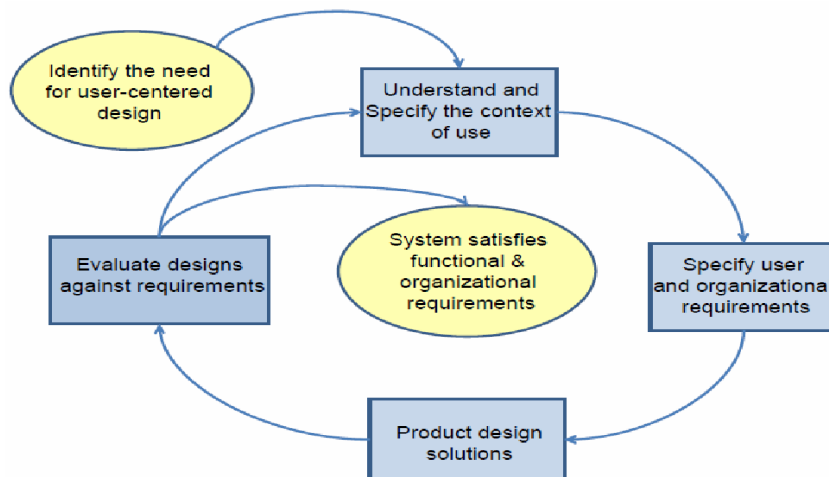 Identify the need
for user-centered
design
Understand and
Specify the context
of use
Evaluate designs
against requirements
System satisfies
functional &
organizational
requirements
Specify user
and organizational
requirements
Product design
solutions